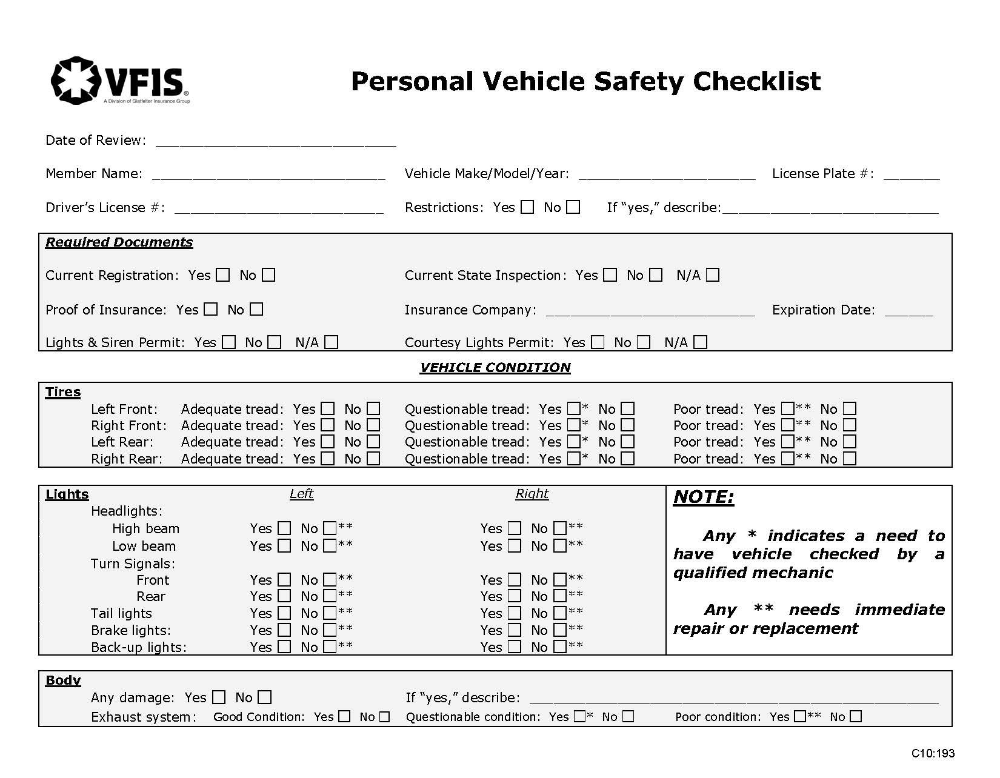 VFIS®
A Division of Glatfelter Insurance Group
Personal Vehicle Safety Checklist
Date of Review: ______________________________
Member Name: _____________________________ Vehicle Make/Model/Year: ______________________ License Plate #: _______
Driver’s License #: __________________________ Restrictions: Yes ☐ No ☐ If “yes,” describe:___________________________
Required Documents
Current Registration: Yes ☐ No ☐ Current State Inspection: Yes ☐ No ☐ N/A ☐
Proof of Insurance: Yes ☐ No ☐ Insurance Company: __________________________ Expiration Date: ______
Lights & Siren Permit: Yes ☐ No ☐ N/A ☐ Courtesy Lights Permit: Yes ☐ No ☐ N/A ☐
VEHICLE CONDITION
Tires
Left Front: Adequate tread: Yes ☐ No ☐ Questionable tread: Yes ☐* No ☐ Poor tread: Yes ☐** No ☐
Right Front: Adequate tread: Yes ☐ No ☐ Questionable tread: Yes ☐* No ☐ Poor tread: Yes ☐** No ☐
Left Rear: Adequate tread: Yes ☐ No ☐ Questionable tread: Yes ☐* No ☐ Poor tread: Yes ☐** No ☐
Right Rear: Adequate tread: Yes ☐ No ☐ Questionable tread: Yes ☐* No ☐ Poor tread: Yes ☐** No ☐
Lights Left Right
Headlights:
High beam Yes ☐ No ☐** Yes ☐ No ☐**
Low beam Yes ☐ No ☐** Yes ☐ No ☐**
Turn Signals:
Front Yes ☐ No ☐** Yes ☐ No ☐**
Rear Yes ☐ No ☐** Yes ☐ No ☐**
Tail lights Yes ☐ No ☐** Yes ☐ No ☐**
Brake lights: Yes ☐ No ☐** Yes ☐ No ☐**
Back-up lights: Yes ☐ No ☐** Yes ☐ No ☐**
NOTE:
Any * indicates a need to
have vehicle checked by a
qualified mechanic
Any ** needs immediate
repair or replacement
Body
Any damage: Yes ☐ No ☐ If “yes,” describe: ___________________________________________________
Exhaust system: Good Condition: Yes ☐ No ☐ Questionable condition: Yes ☐* No ☐ Poor condition: Yes ☐** No ☐
C10:193